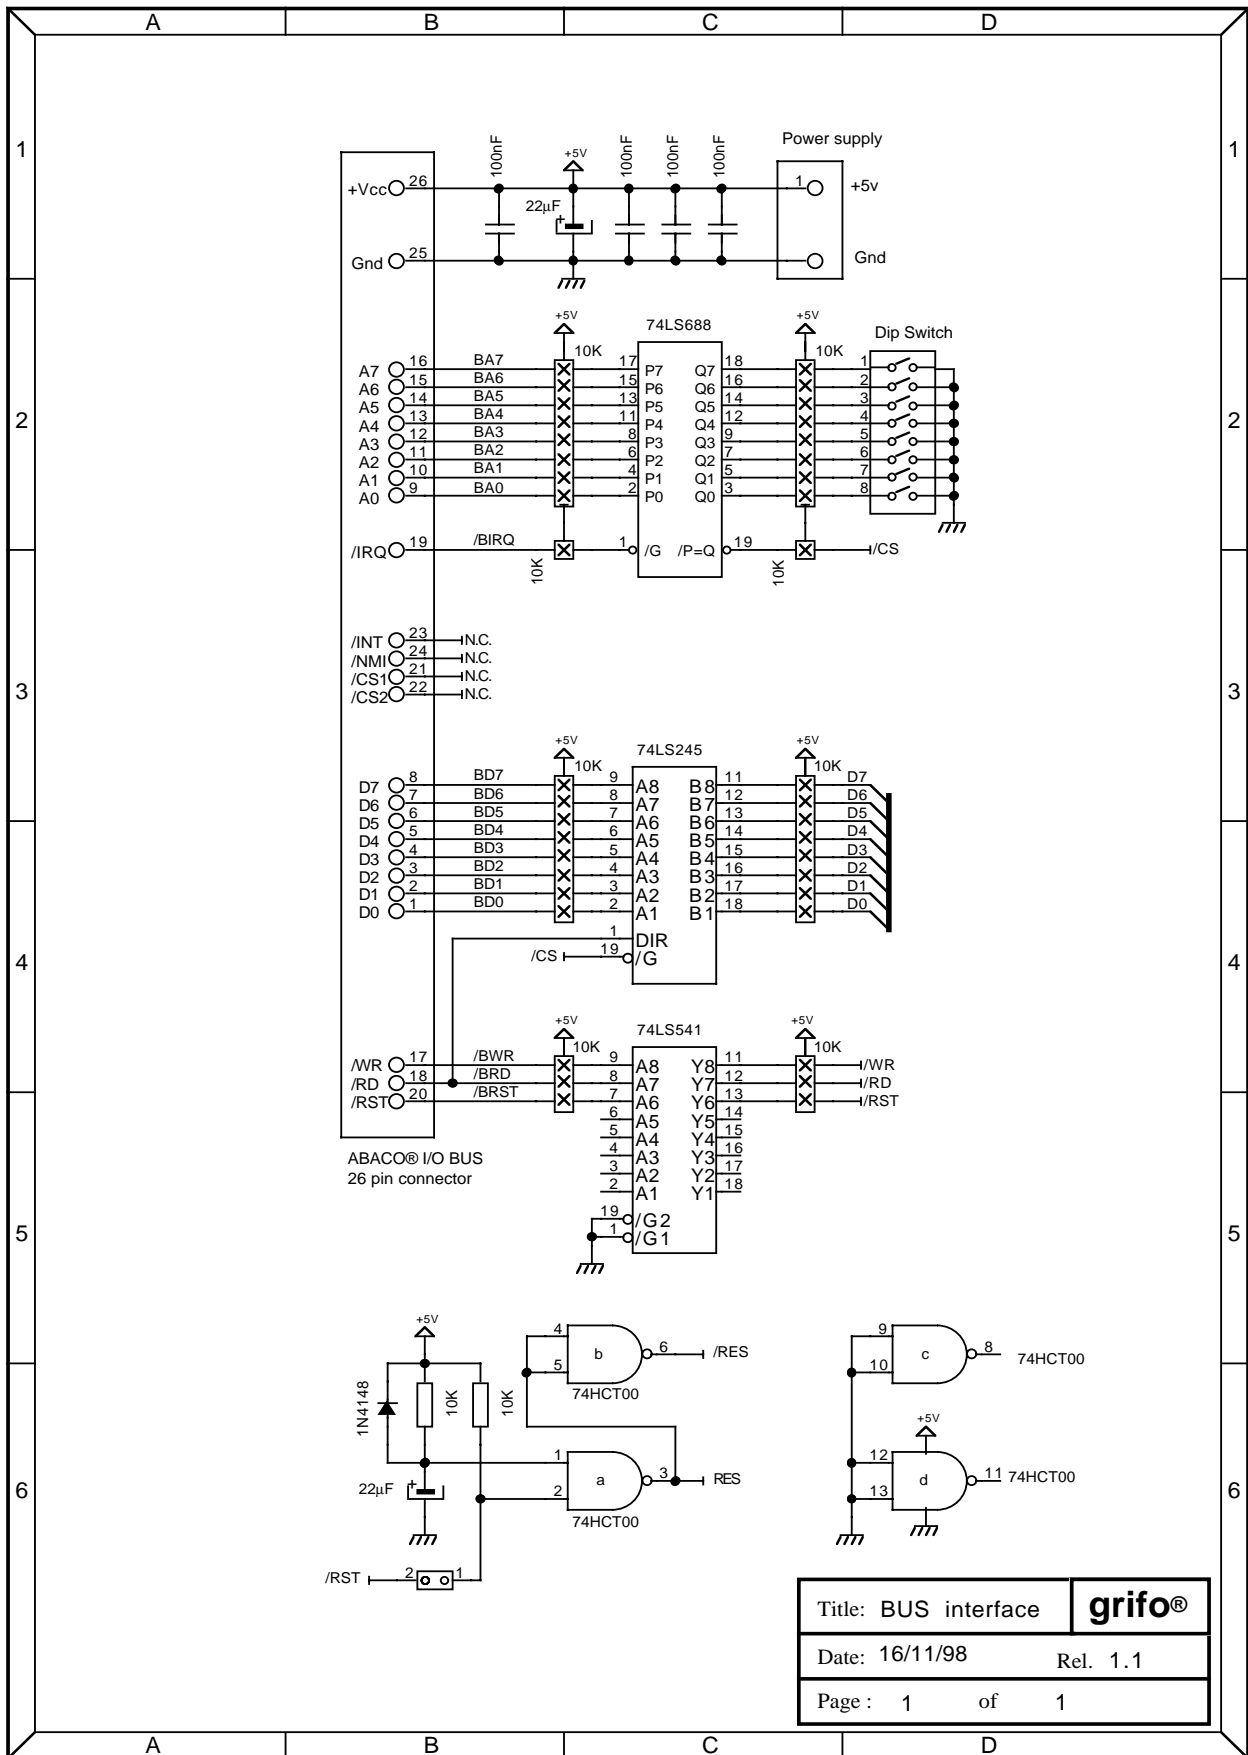 A B C D
1 1
Power supply
100nF +5V 100nF 100nF 100nF
+Vcc 26 1 +5v
22µF +
Gnd 25 Gnd
2 2
+5V 74LS688 +5V Dip Switch
10K 10K
A7 16 BA7 17 P7 Q7 18 1
A6 15 BA6 15 P6 Q6 16 2
A5 14 BA5 13 P5 Q5 14 3
A4 13 BA4 11 P4 Q4 12 4
A3 12 BA3 8 P3 Q3 9 5
A2 11 BA2 6 P2 Q2 7 6
A1 10 BA1 4 P1 Q1 5 7
A0 9 BA0 2 P0 Q0 3 8
/IRQ 19 /BIRQ 1 /G /P=Q 19 /CS
10K 10K
3 3
/INT 23 N.C.
/NMI 24 N.C.
/CS1 21 N.C.
/CS2 22 N.C.
+5V 74LS245 +5V
10K 10K
D7 8 BD7 9 A8 B8 11 D7
D6 7 BD6 8 A7 B7 12 D6
D5 6 BD5 7 A6 B6 13 D5
D4 5 BD4 6 A5 B5 14 D4
D3 4 BD3 5 A4 B4 15 D3
D2 3 BD2 4 A3 B3 16 D2
D1 2 BD1 3 A2 B2 17 D1
D0 1 BD0 2 A1 B1 18 D0
1 DIR
/CS 19 /G
4 4
+5V 74LS541 +5V
10K 10K
/WR 17 /BWR 9 A8 Y8 11 /WR
/RD 18 /BRD 8 A7 Y7 12 /RD
/RST 20 /BRST 7 A6 Y6 13 /RST
6 A5 Y5 14
5 A4 Y4 15
4 A3 Y3 16
3 A2 Y2 17
2 A1 Y1 18
19 /G2
1 /G1
ABACO® I/O BUS
26 pin connector
5 5
+5V
4 b 6 /RES
5
74HCT00
9 c 8 74HCT00
10
1N4148 10K 10K
1 a 3 RES
2
74HCT00
+5V
12 d 11 74HCT00
13
22µF +
6 6
/RST 2 1
Title: BUS interface grifo®
Date: 16/11/98 Rel. 1.1
Page : 1 of 1
A B C D